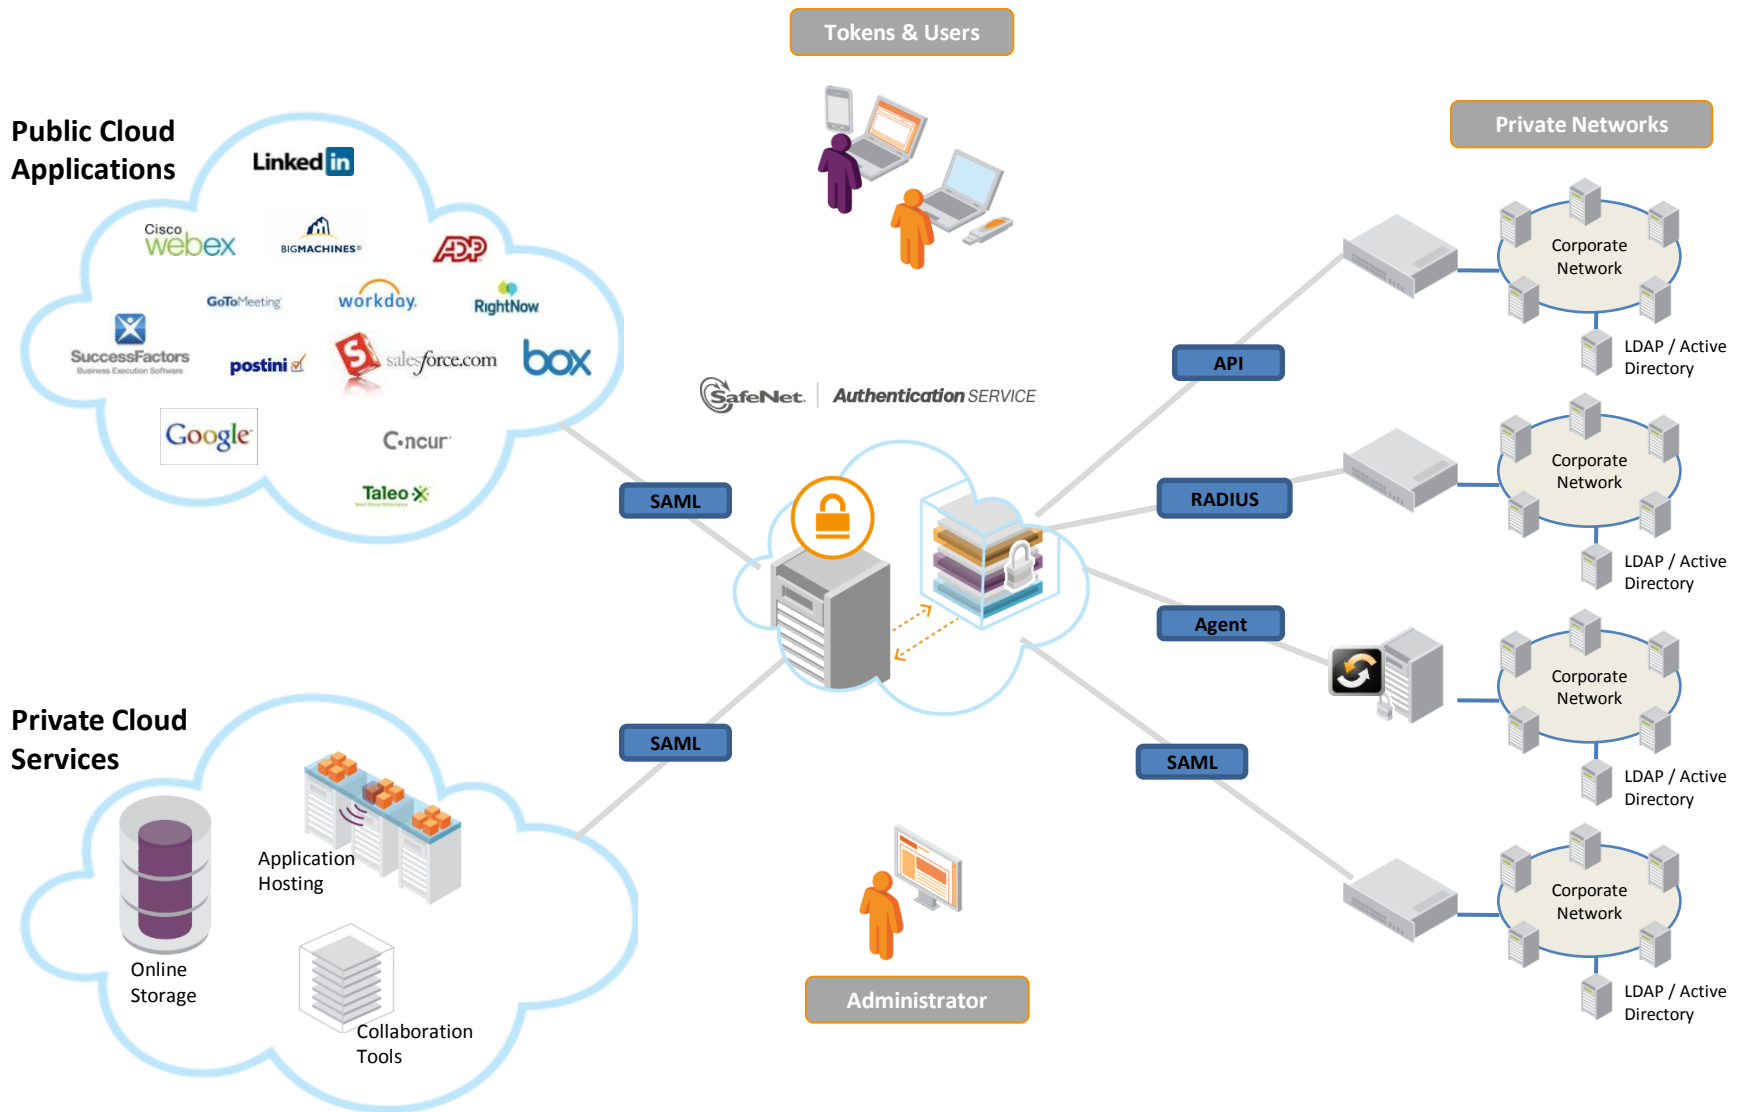 Tokens & Users
Public Cloud
Applications
Linked in
Cisco
webex
BIGMACHINES®
ADP
GoToMeeting
workday.
RightNow
SuccessFactors
Business Execution Software
postini
S
salesforce.com
box
Google
C•ncur
Taleo
SafeNet.
Authentication SERVICE
SAML
SAML
Private Cloud
Services
Application
Hosting
Online
Storage
Collaboration
Tools
Administrator
Private Networks
API
RADIUS
Agent
SAML
Corporate
Network
LDAP / Active
Directory
Corporate
Network
LDAP / Active
Directory
Corporate
Network
LDAP / Active
Directory
Corporate
Network
LDAP / Active
Directory